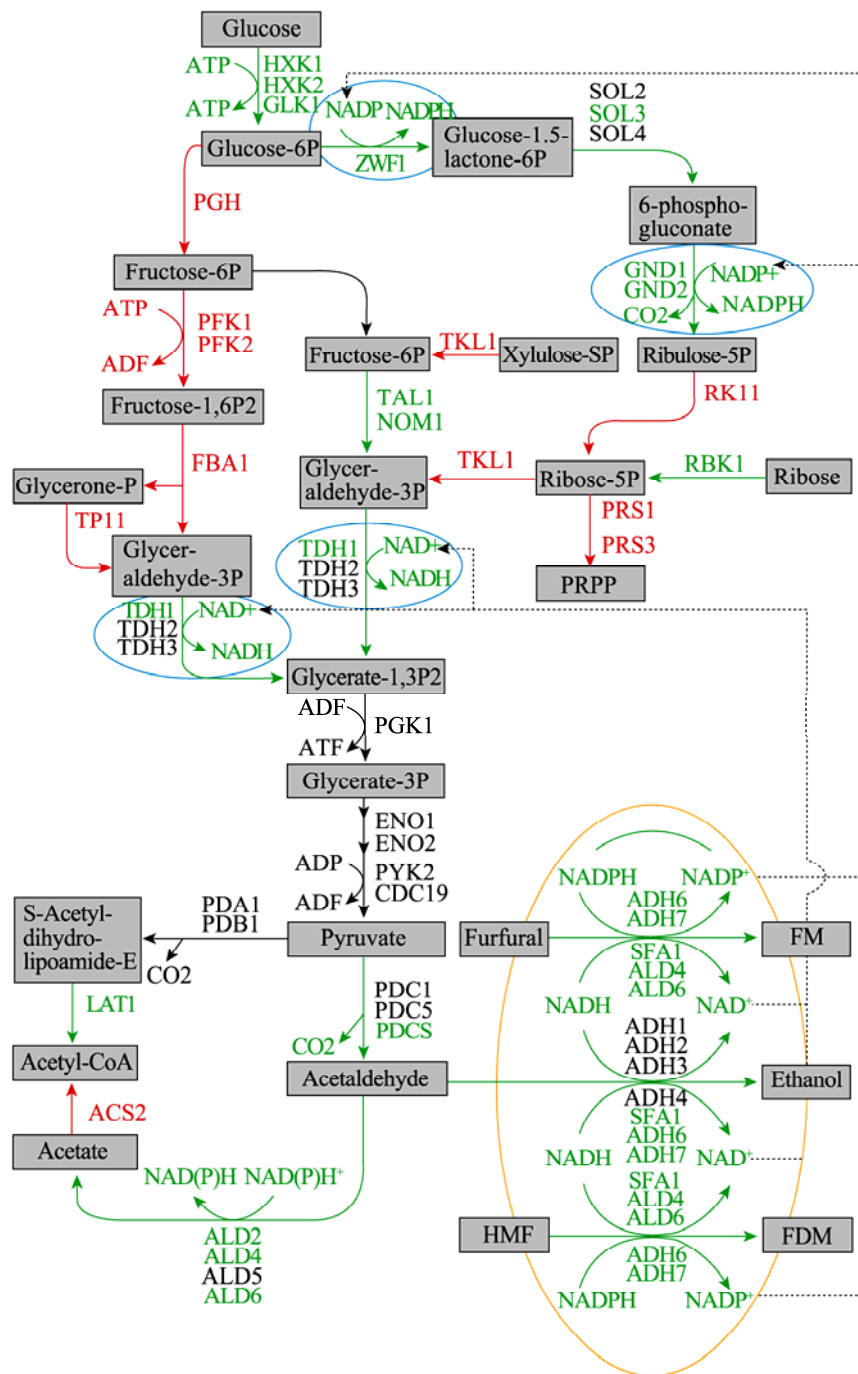 Glucose
ATP
HXK1
HXK2
ATP
GLK1
NADP
NADPH
SOL2
SOL3
SOL4
Glucose-6P
ZWF1
Glucose-1.5-
lactone-6P
PGH
6-phospho-
gluconate
Fructose-6P
GND1
GND2
CO2
NADP+
NADPH
ATP
PFK1
PFK2
ADF
Fructose-6P
TKL1
Xylulose-SP
Ribulose-5P
TAL1
NOM1
RK11
Fructose-1,6P2
FBA1
Glycerone-P
TP11
Glycer-
aldehyde-3P
TKL1
Ribose-5P
RBK1
Ribose
PRS1
PRS3
PRPP
Glycer-
aldehyde-3P
TDH1
TDH2
TDH3
NAD+
NADH
TDH1
TDH2
TDH3
NAD+
NADH
Glycerate-1,3P2
ADF
PGK1
ATF
Glycerate-3P
ENO1
ENO2
ADP
PYK2
CDC19
ADF
PDA1
PDB1
S-Acetyl-
dihydro-
lipoamide-E
CO2
Pyruvate
LAT1
PDC1
PDC5
PDCS
CO2
Acetyl-CoA
Acetaldehyde
ACS2
Acetate
NAD(P)H
NAD(P)H+
ALD2
ALD4
ALD5
ALD6
NADPH
NADP+
ADH6
ADH7
Furfural
FM
SFA1
ALD4
ALD6
NADH
NAD+
ADH1
ADH2
ADH3
Ethanol
ADH4
SFA1
ADH6
ADH7
NADH
NAD+
SFA1
ALD4
ALD6
HMF
FDM
ADH6
ADH7
NADPH
NADP+